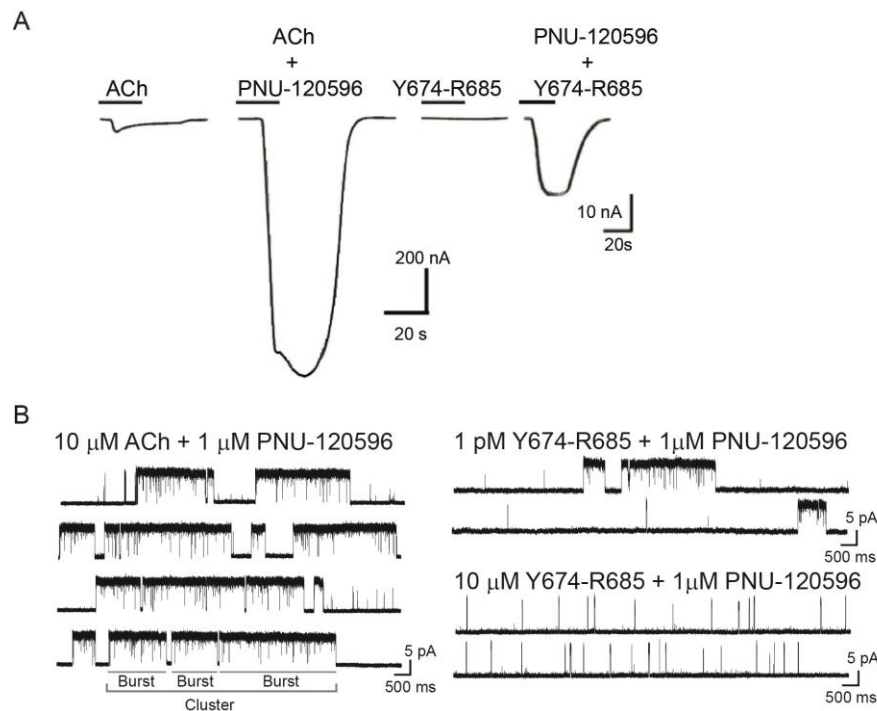 A
ACh
ACh
+
PNU-120596
Y674-R685
PNU-120596
+
Y674-R685
10 nA
20s
200 nA
20 s
B
10 μM ACh + 1 μM PNU-120596
5 pA
500 ms
Burst Burst Burst
Cluster
1 pM Y674-R685 + 1μM PNU-120596
5 pA
500 ms
10 μM Y674-R685 + 1μM PNU-120596
5 pA
500 ms